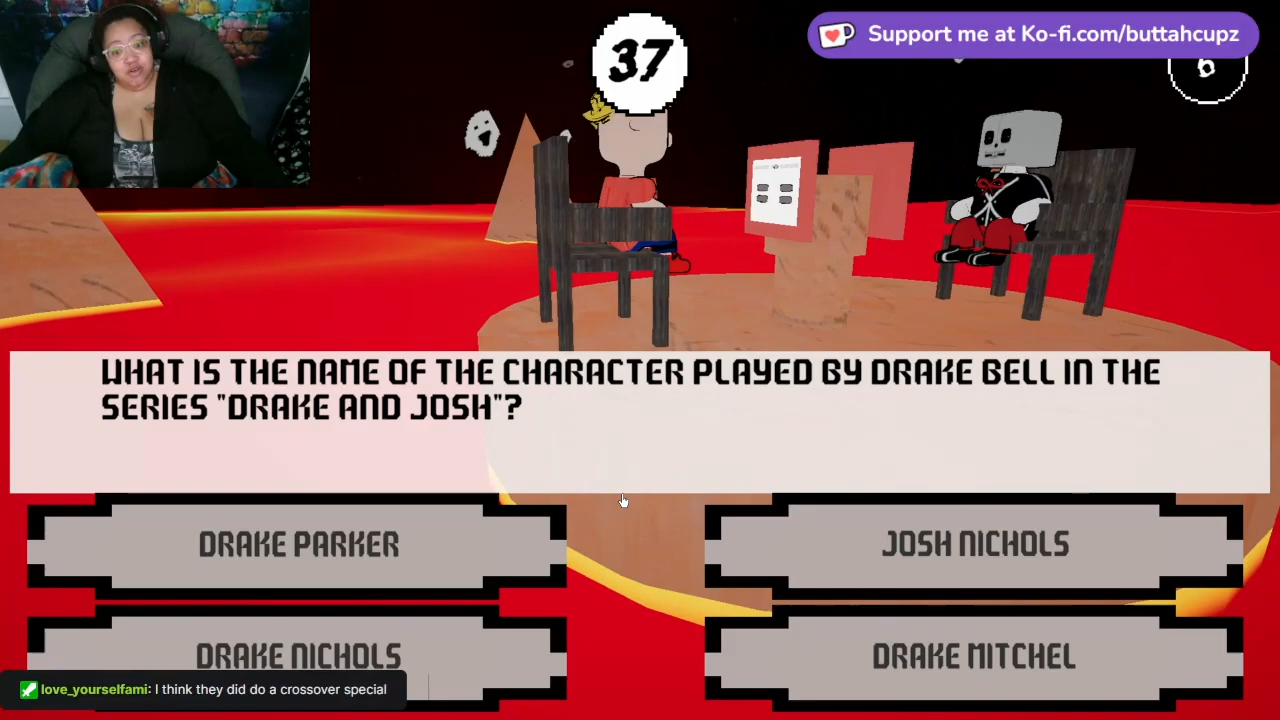 37
Support me at Ko-fi.com/buttahcupz
6
WHAT IS THE NAME OF THE CHARACTER PLAYED BY DRAKE BELL IN THE
SERIES "DRAKE AND JOSH"?
DRAKE PARKER
JOSH NICHOLS
DRAKE NICHOLS
DRAKE MITCHEL
love_yourselfami: I think they did do a crossover special